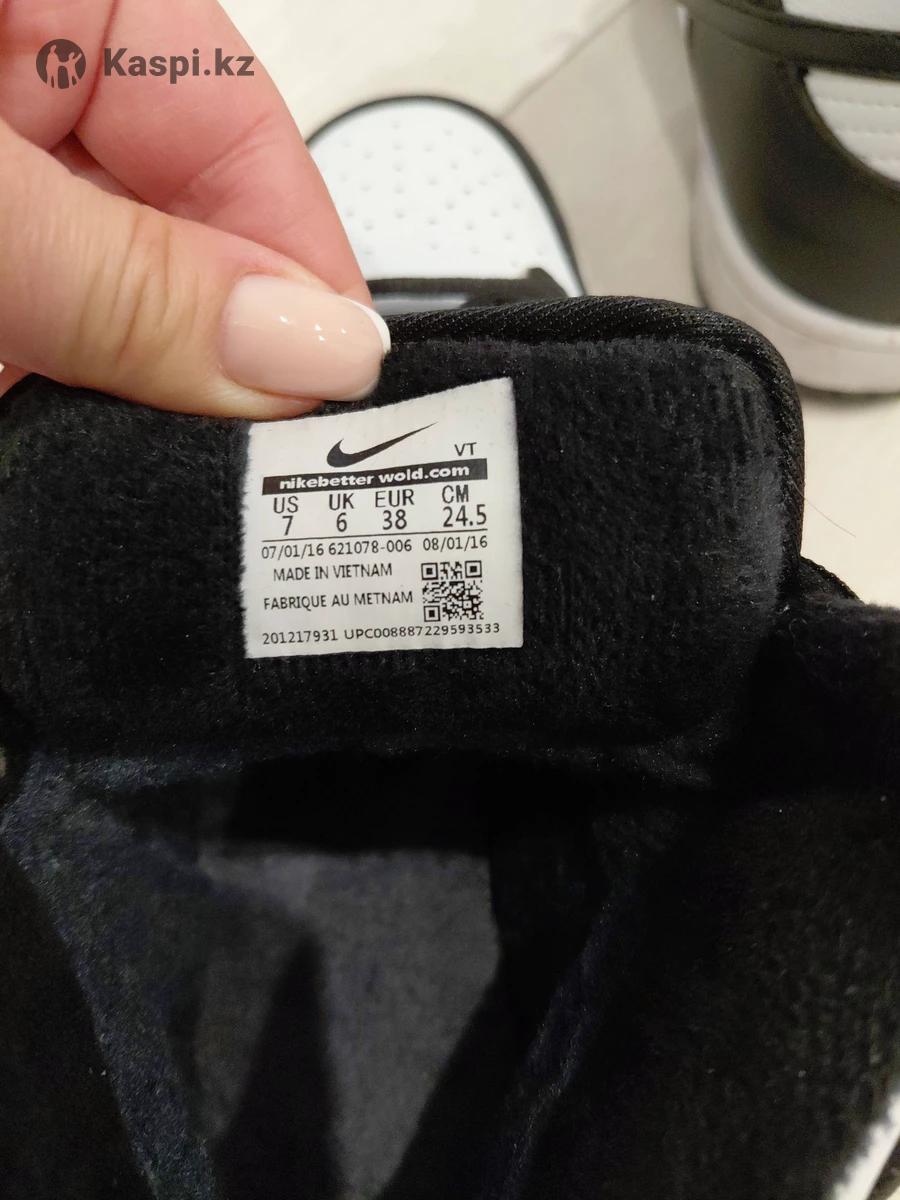 Kaspi.kz
VT
nikebetter wold.com
US UK EUR CM
7 6 38 24.5
07/01/16 621078-006 08/01/16
MADE IN VIETNAM
FABRIQUE AU METNAM
201217931 UPC008887229593533